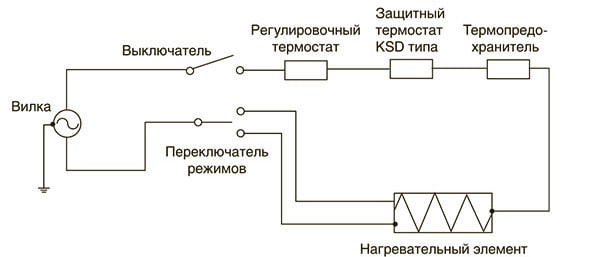 Выключатель
Регулировочный
термостат
Защитный
термостат
KSD типа
Термопредо-
хранитель
Вилка
Переключатель
режимов
Нагревательный элемент